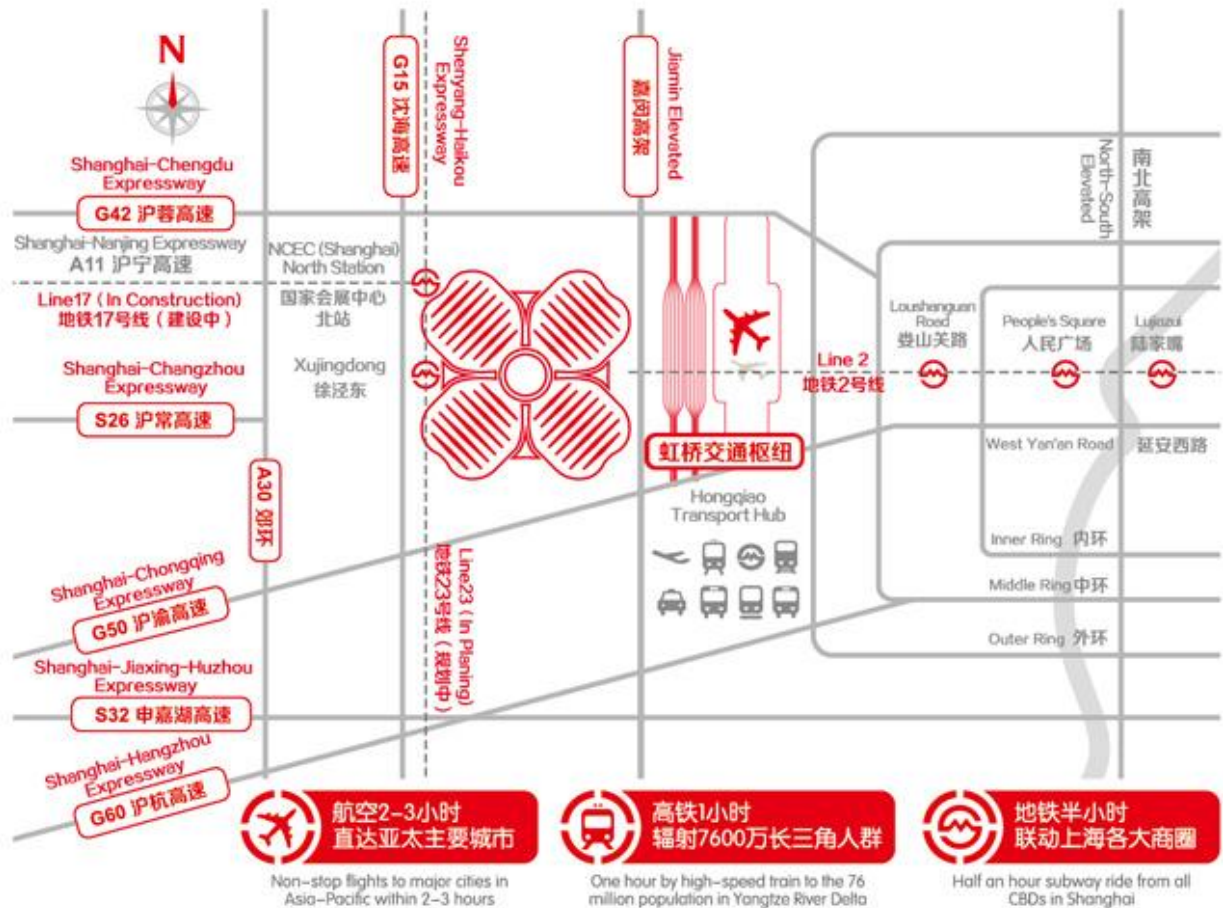 N
Shanghai-Chengdu
Expressway
G42 沪蓉高速
Shanghai-Nanjing Expressway
A11 沪宁高速
Line17 (In Construction)
地铁17号线(建设中)
Shanghai-Changzhou
Expressway
S26 沪常高速
A30 郊环
Shanghai-Chongqing
Expressway
G50 沪渝高速
Shanghai-Jiaxing-Huzhou
Expressway
S32 申嘉湖高速
Shanghai-Hangzhou
Expressway
G60 沪杭高速
G15 沈海高速
Shenyang-Haikou
Expressway
NCEC (Shanghai)
North Station
国家会展中心
北站
Xujingdong
徐泾东
Line23 (In Planing)
地铁23号线(规划中)
嘉闵高架
Jiamin Elevated
虹桥交通枢纽
Hongqiao
Transport Hub
Line 2
地铁2号线
North-South
Elevated
南北高架
Loushanguan
Road
娄山关路
People's Square
人民广场
Lujiazui
陆家嘴
West Yan'an Road 延安西路
Inner Ring 内环
Middle Ring 中环
Outer Ring 外环
航空2-3小时
直达亚太主要城市
Non-stop flights to major cities in
Asia-Pacific within 2-3 hours
高铁1小时
辐射7600万长三角人群
One hour by high-speed train to the 76
million population in Yangtze River Delta
地铁半小时
联动上海各大商圈
Half an hour subway ride from all
CBDs in Shanghai